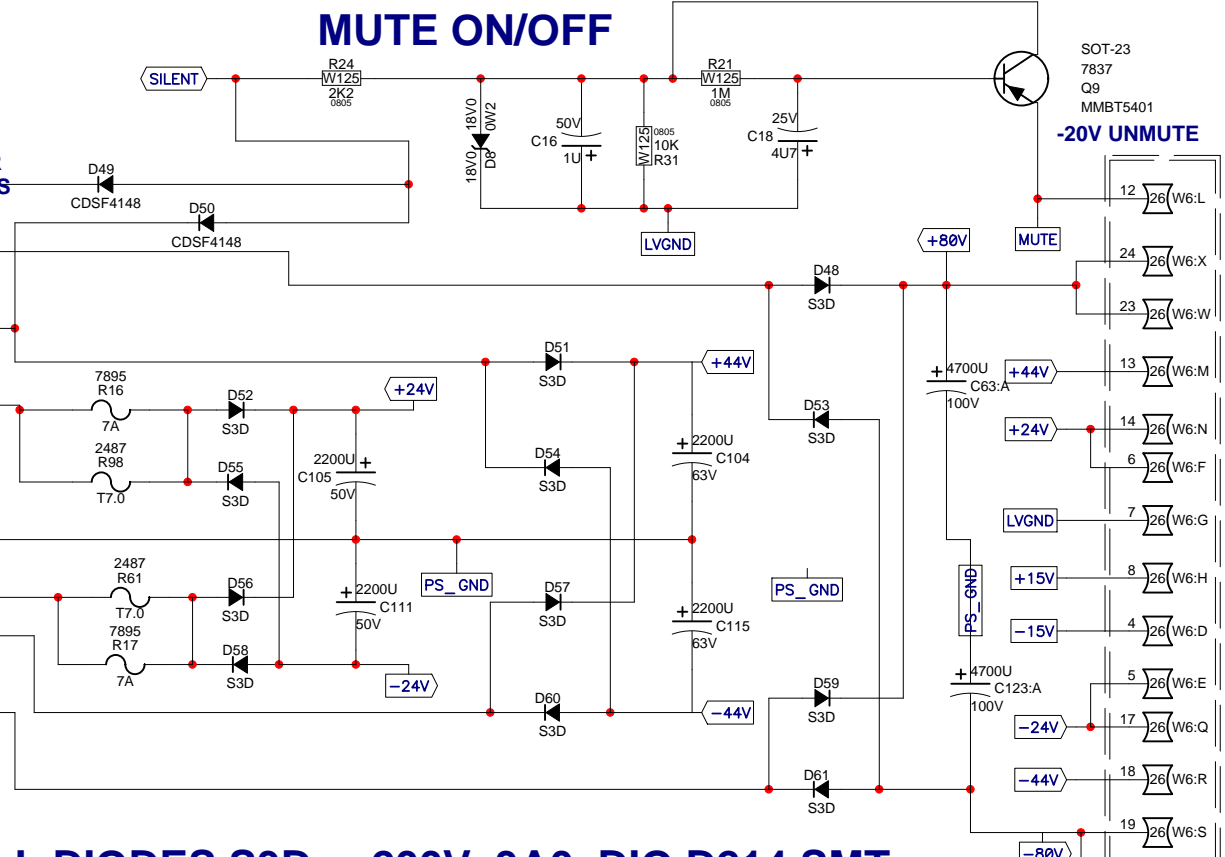 MUTE ON/OFF
SILENT
R24
W125
2K2
0805
18V0
0W2
18V0
D8
50V
C16
1U
W125
0805
10K
R31
R21
W125
1M
0805
25V
C18
4U7
SOT-23
7837
Q9
MMBT5401
-20V UNMUTE
S
D49
CDSF4148
D50
CDSF4148
LVGND
+80V
MUTE
12 26 W6:L
24 26 W6:X
23 26 W6:W
D48
S3D
D51
S3D
+44V
4700U
C63:A
100V
+44V
13 26 W6:M
7895
R16
7A
D52
S3D
+24V
D53
S3D
+24V
14 26 W6:N
6 26 W6:F
2487
R98
T7.0
D55
S3D
2200U
C105
50V
D54
S3D
2200U
C104
63V
LVGND
7 26 W6:G
2487
R61
T7.0
D56
S3D
2200U
C111
50V
PS_GND
D57
S3D
2200U
C115
63V
PS_GND
PS_GND
+15V
8 26 W6:H
-15V
4 26 W6:D
7895
R17
7A
D58
S3D
-24V
D60
S3D
-44V
D59
S3D
4700U
C123:A
100V
5 26 W6:E
-24V
17 26 W6:Q
D61
S3D
-44V
18 26 W6:R
19 26 W6:S
-80V